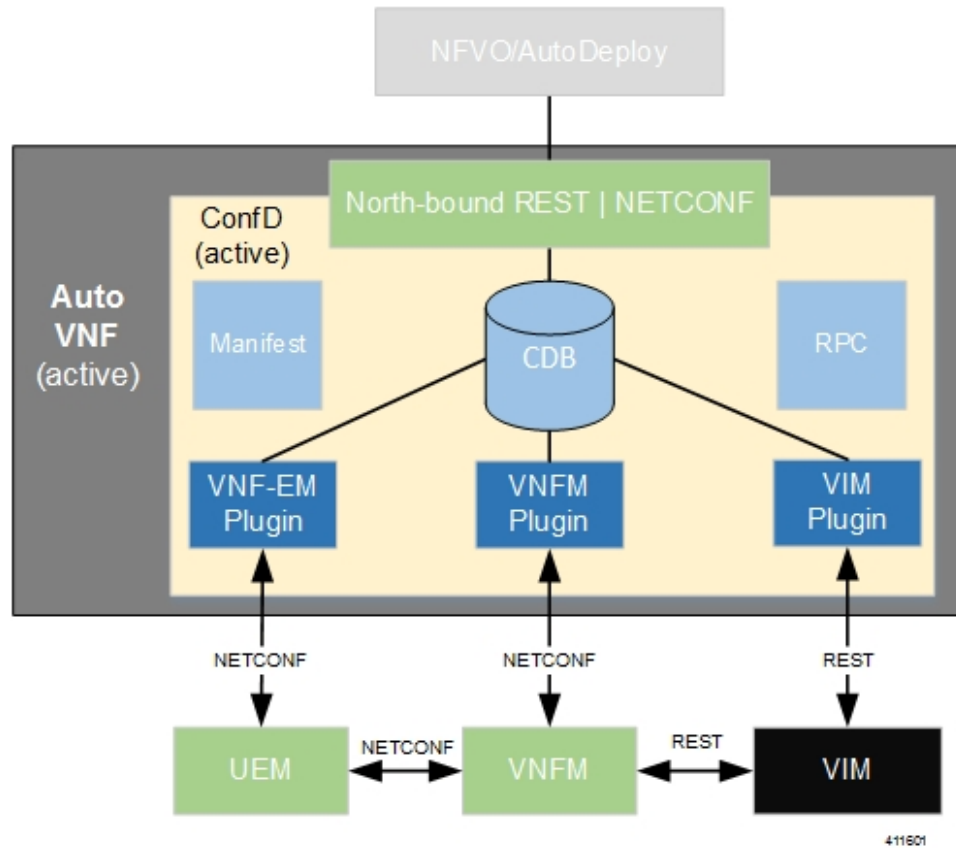 NFVO/AutoDeploy
North-bound REST | NETCONF
ConfD
(active)
Auto
VNF
(active)
Manifest
CDB
RPC
VNF-EM
Plugin
VNFM
Plugin
VIM
Plugin
NETCONF
NETCONF
REST
UEM
NETCONF
VNFM
REST
VIM
411601